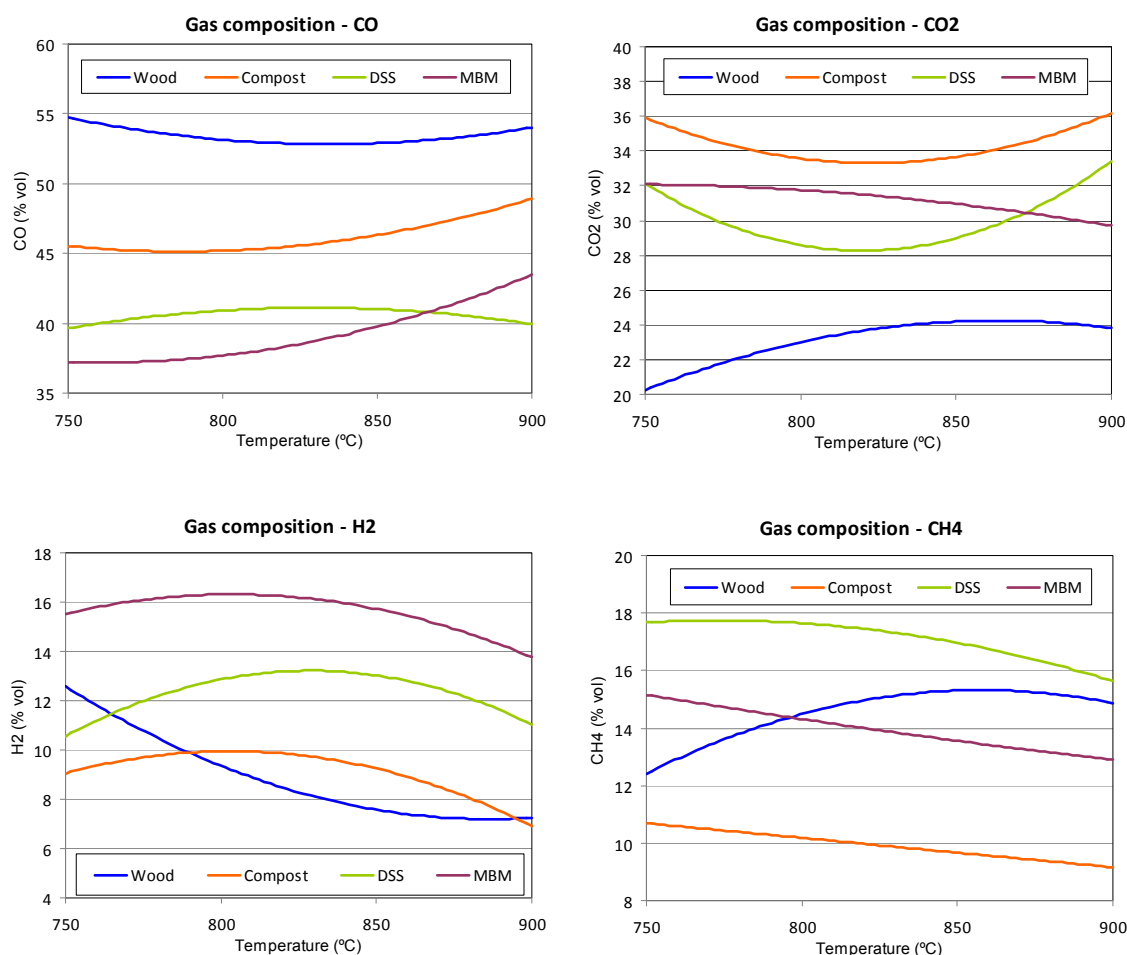 Gas composition - CO
60
55
50
45
40
35
CO (% vol)
Wood Compost DSS MBM
750 800 850 900
Temperature (ºC)
Gas composition - CO2
40
38
36
34
32
30
28
26
24
22
20
CO2 (% vol)
Wood Compost DSS MBM
750 800 850 900
Temperature (ºC)
Gas composition - H2
18
16
14
12
10
8
6
4
H2 (% vol)
Wood Compost DSS MBM
750 800 850 900
Temperature (ºC)
Gas composition - CH4
20
18
16
14
12
10
8
CH4 (% vol)
Wood Compost DSS MBM
750 800 850 900
Temperature (ºC)